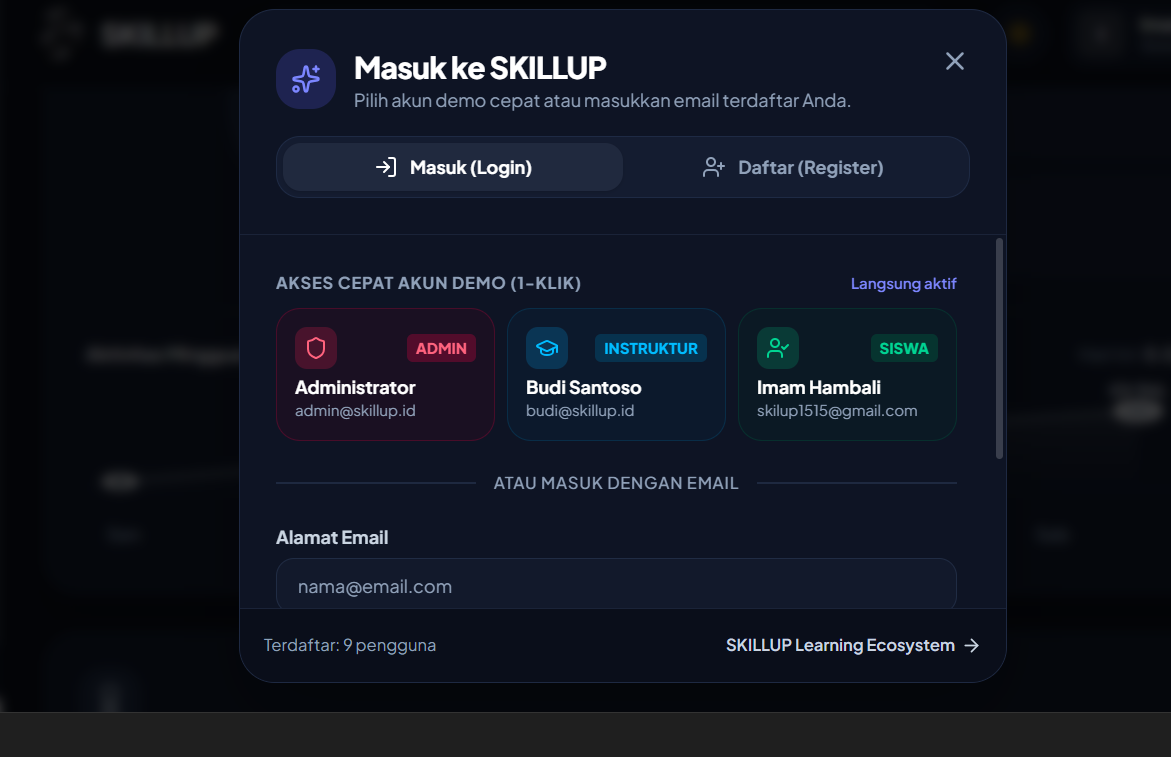 SKILLUP
Masuk ke SKILLUP
Pilih akun demo cepat atau masukkan email terdaftar Anda.
Masuk (Login)
Daftar (Register)
AKSES CEPAT AKUN DEMO (1-KLIK)
Langsung aktif
ADMIN
Administrator
admin@skillup.id
INSTRUKTUR
Budi Santoso
budi@skillup.id
SISWA
Imam Hambali
skilup1515@gmail.com
ATAU MASUK DENGAN EMAIL
Alamat Email
nama@email.com
Terdaftar: 9 pengguna
SKILLUP Learning Ecosystem →